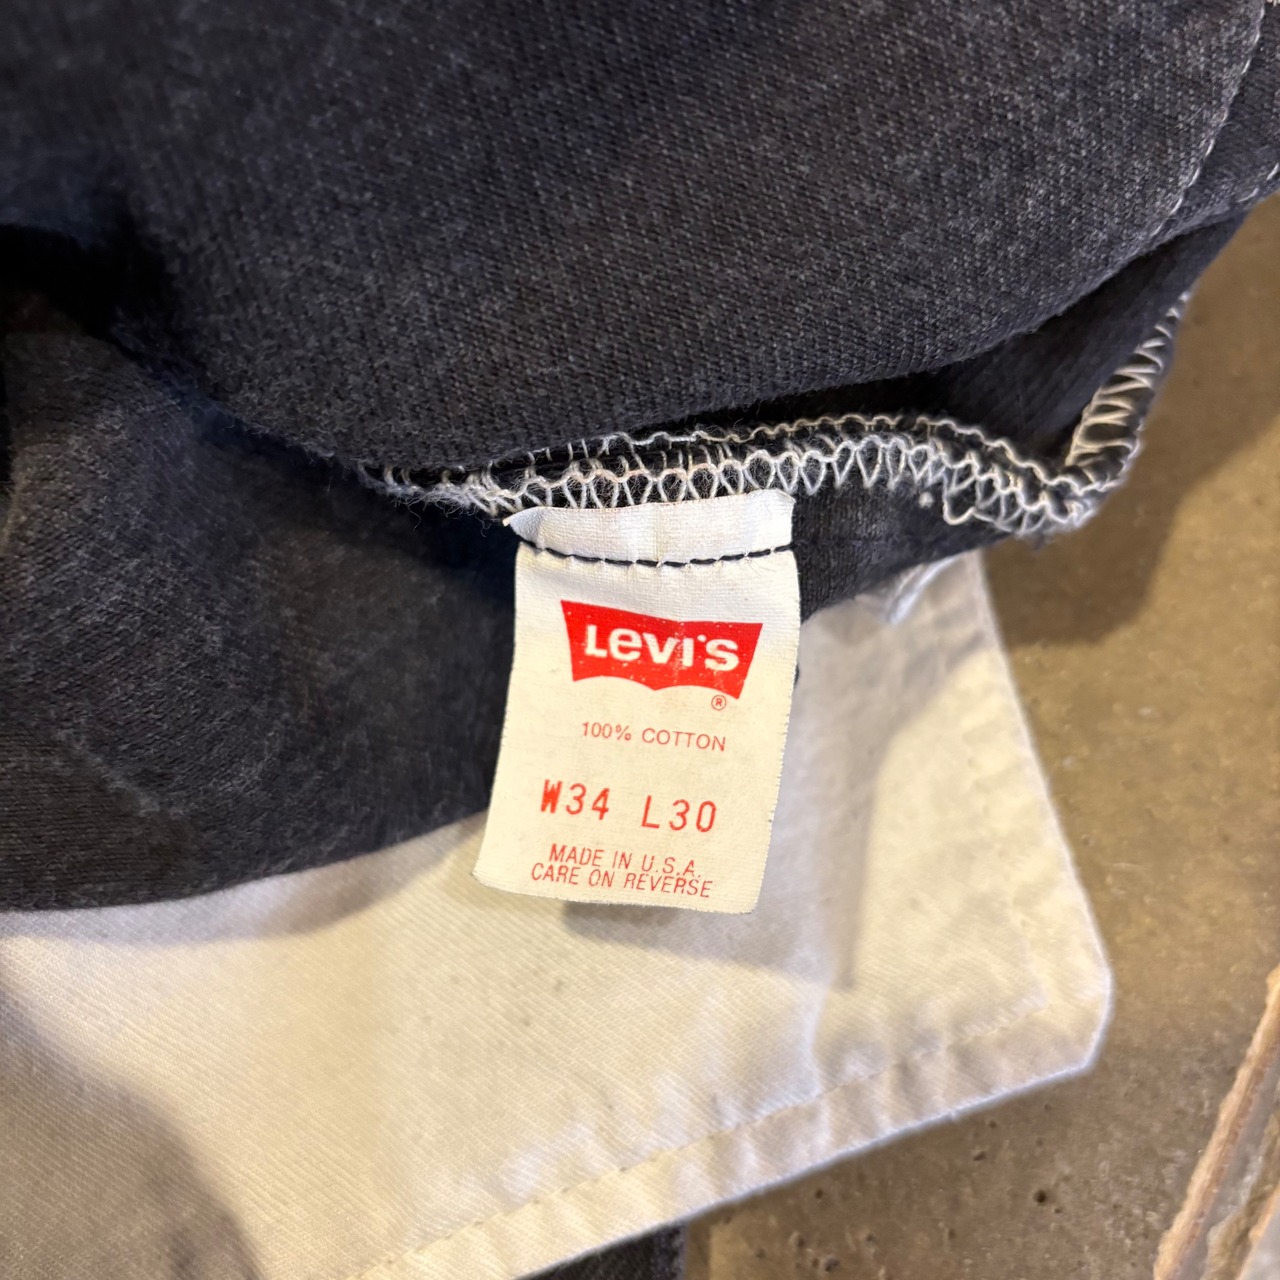 Levi's
®
100% COTTON
W34 L30
MADE IN U.S.A.
CARE ON REVERSE